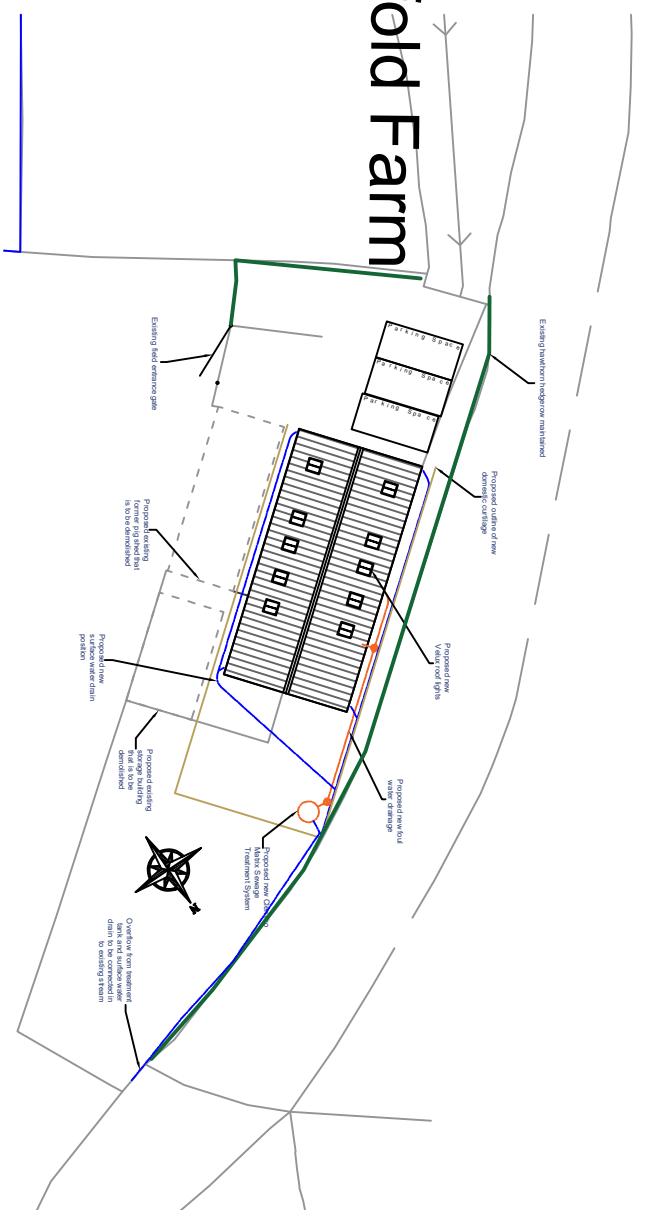 old Farm
Parking Space
Parking Space
Parking Space
Existing hawthorn hedgerow maintained
Existing field entrance gate
Proposed outline of new
domestic curtilage
Proposed existing
former pig shed that
is to be demolished
Proposed new
Velux roof lights
Proposed new
surface water drain
position
Proposed existing
storage building
that is to be
demolished
Proposed new foul
water drainage
Proposed new
Matrix Sewage
Treatment System
Overflow from treatment
tank and surface water
drain to be connected in
to existing stream